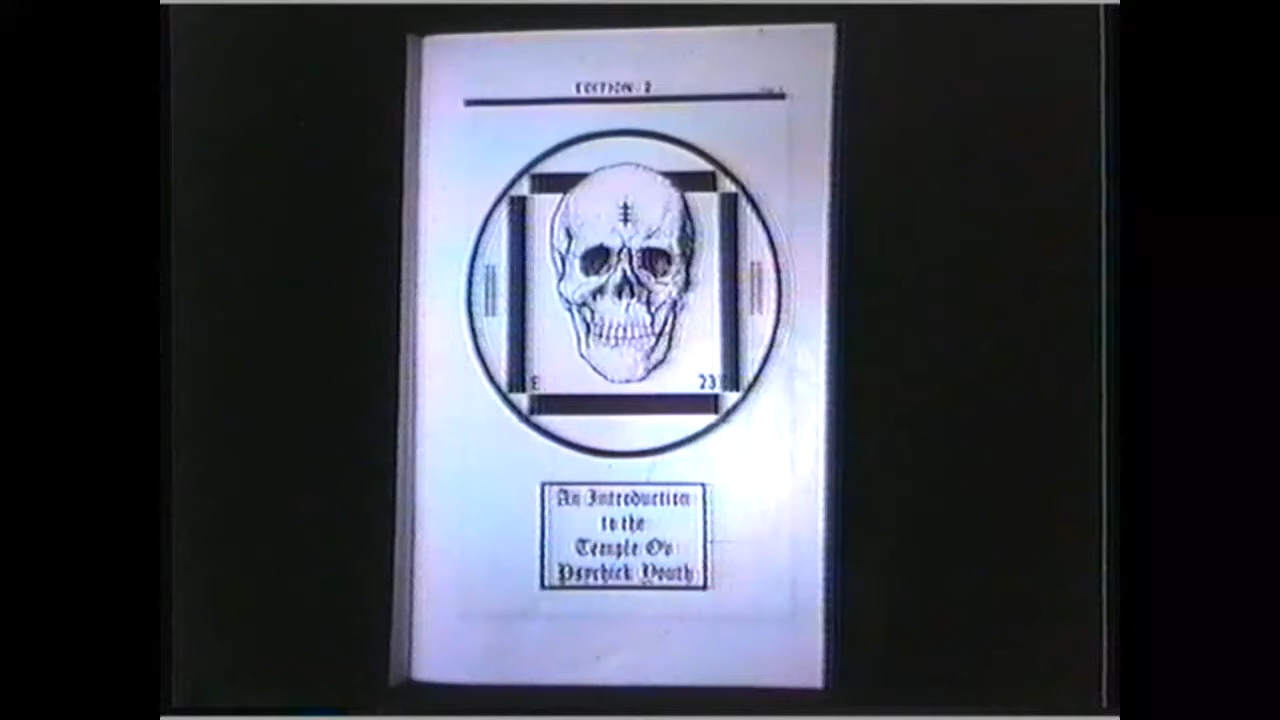 EDITION 2
E
23
An Introduction
to the
Temple Ov
Psychick Youth